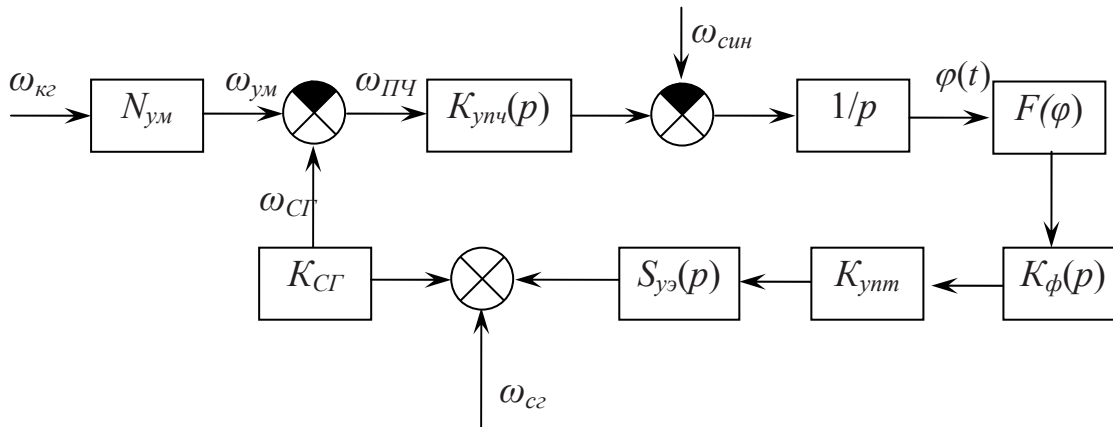 ω_кг
N_ум
ω_ум
ω_ПЧ
K_упч(p)
ω_син
1/p
φ(t)
F(φ)
ω_СГ
K_СГ
S_уэ(p)
K_упт
K_ф(p)
ω_сг